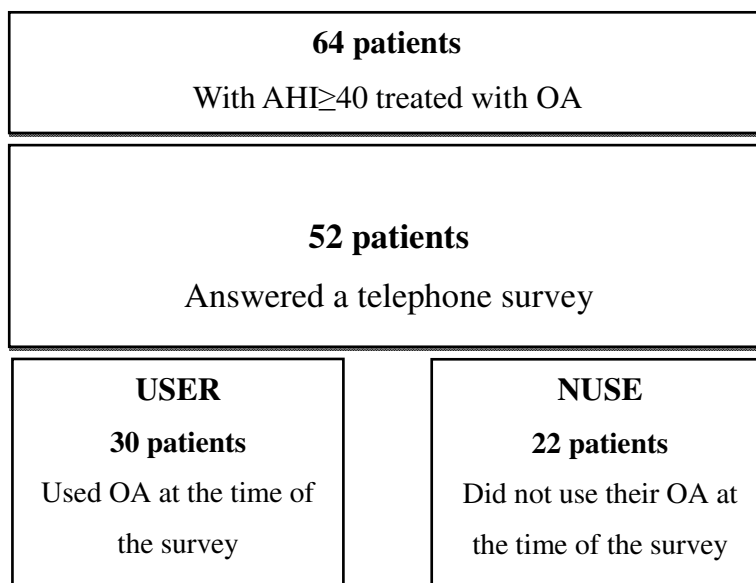 64 patients
With AHI≥40 treated with OA
52 patients
Answered a telephone survey
USER
30 patients
Used OA at the time of
the survey
NUSE
22 patients
Did not use their OA at
the time of the survey